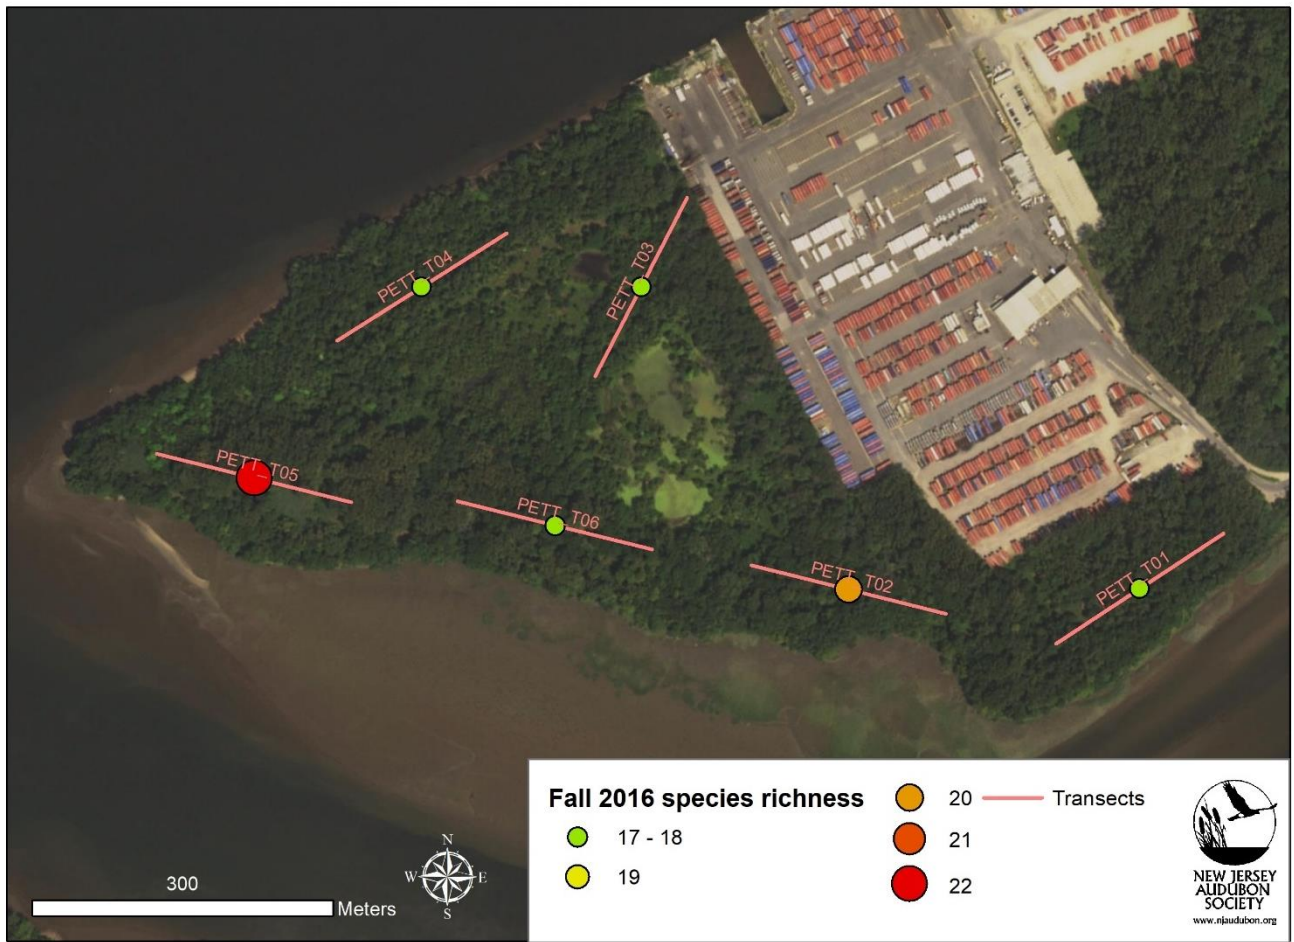 PETT_T03
PETT_T04
PETT_T05
PETT_T06
PETT_T02
PETT_T01
Fall 2016 species richness
17 - 18
19
20
21
22
Transects
N
W E
S
300
Meters
NEW JERSEY
AUDUBON
SOCIETY
www.njaudubon.org